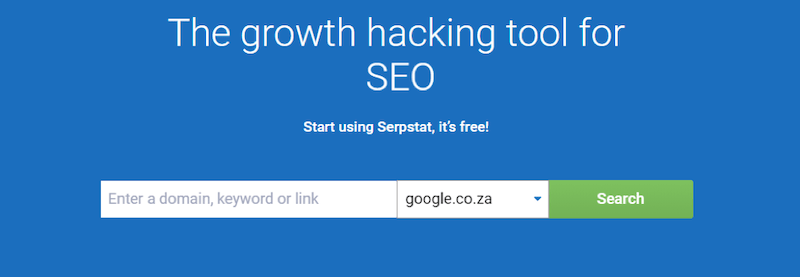 The growth hacking tool for
SEO
Start using Serpstat, it's free!
Enter a domain, keyword or link
google.co.za
Search